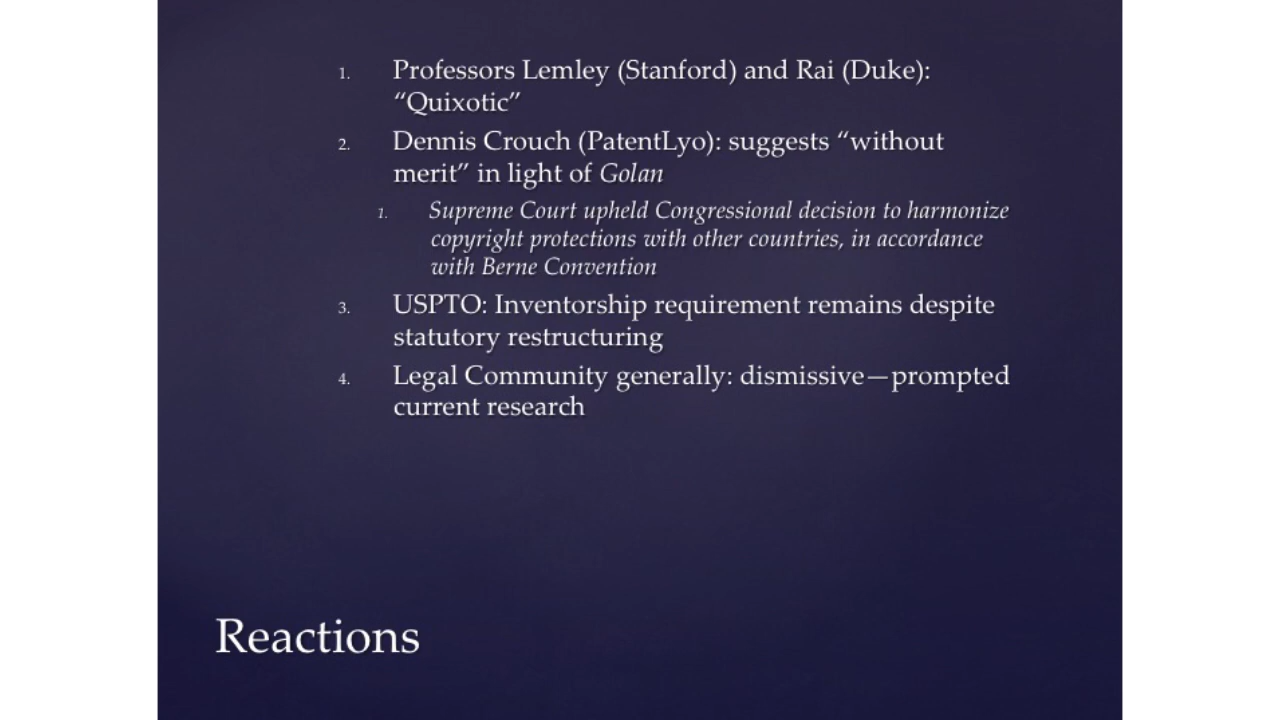 1. Professors Lemley (Stanford) and Rai (Duke):
“Quixotic”
2. Dennis Crouch (PatentLyo): suggests “without
merit” in light of Golan
1. Supreme Court upheld Congressional decision to harmonize
copyright protections with other countries, in accordance
with Berne Convention
3. USPTO: Inventorship requirement remains despite
statutory restructuring
4. Legal Community generally: dismissive—prompted
current research
Reactions